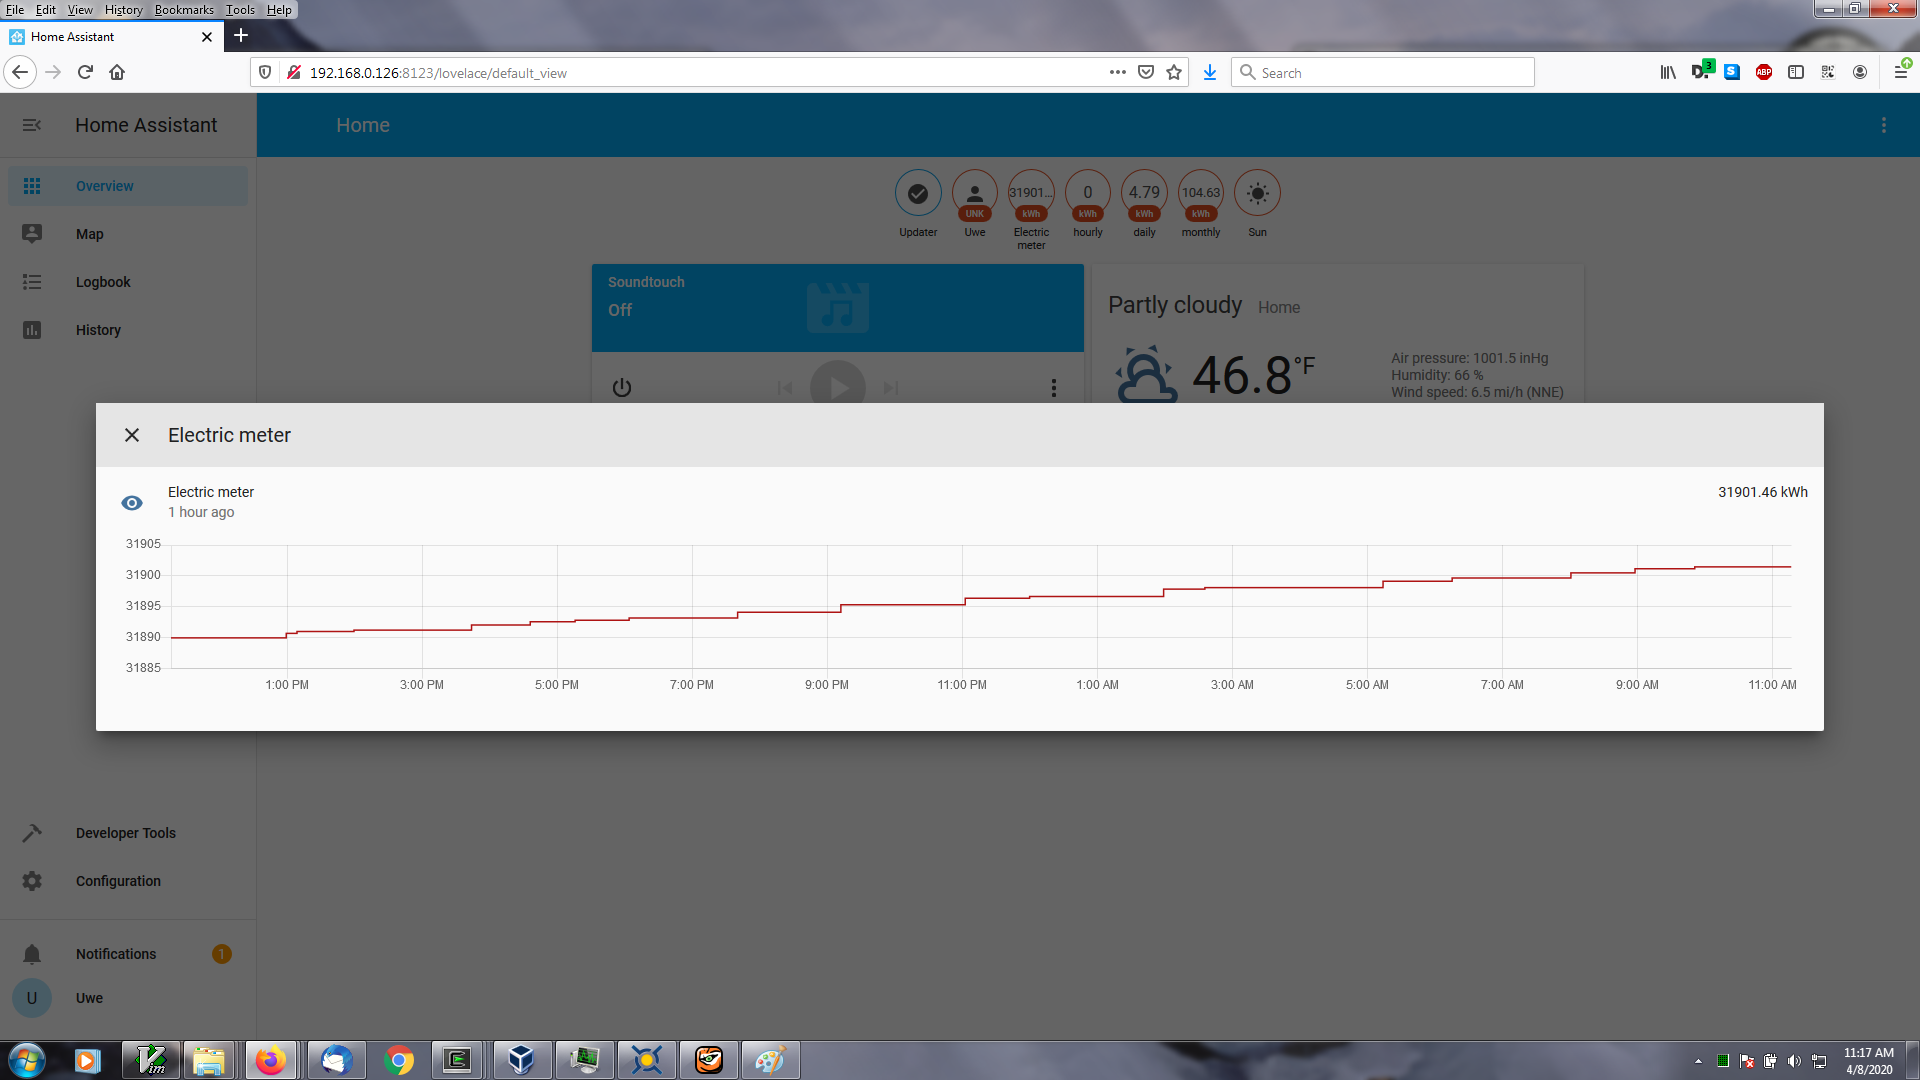 File Edit View History Bookmarks Tools Help
Home Assistant
192.168.0.126:8123/lovelace/default_view
Search
3
S
ABP
Home Assistant
Home
Overview
Map
Logbook
History
31901...
0
4.79
104.63
UNK
kWh
kWh
kWh
kWh
Updater
Uwe
Electric
meter
hourly
daily
monthly
Sun
Soundtouch
Off
Partly cloudy Home
46.8 °F
Air pressure: 1001.5 inHg
Humidity: 66 %
Wind speed: 6.5 mi/h (NNE)
Electric meter
Electric meter
31901.46 kWh
1 hour ago
31905
31900
31895
31890
31885
1:00 PM 3:00 PM 5:00 PM 7:00 PM 9:00 PM 11:00 PM 1:00 AM 3:00 AM 5:00 AM 7:00 AM 9:00 AM 11:00 AM
Developer Tools
Configuration
Notifications 1
U Uwe
11:17 AM
4/8/2020